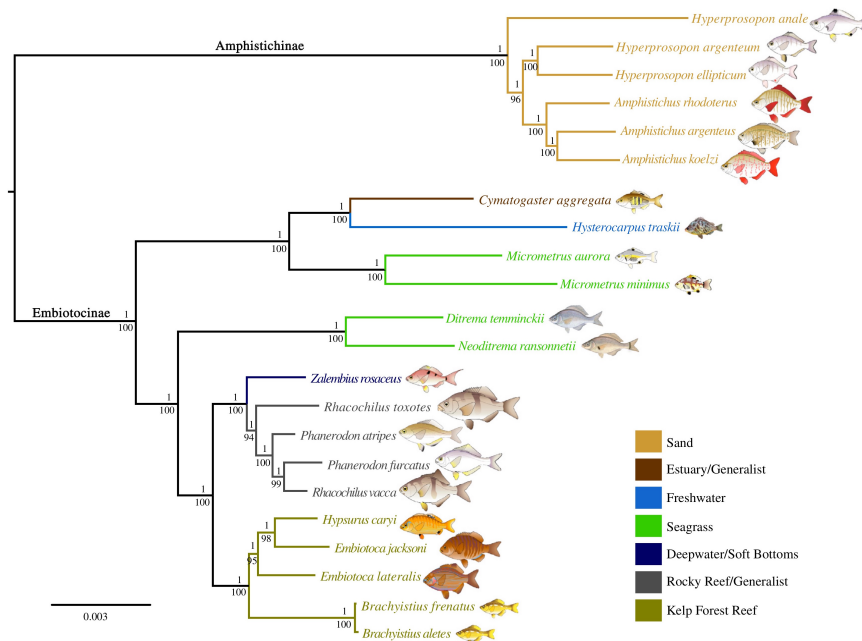 Amphistichinae
Hyperprosopon anale
Hyperprosopon argenteum
Hyperprosopon ellipticum
Amphistichus rhodoterus
Amphistichus argenteus
Amphistichus koelzi
1
100
1
100
1
96
1
100
1
100
Cymatogaster aggregata
Hysterocarpus traskii
Micrometrus aurora
Micrometrus minimus
1
100
1
100
Embiotocinae
1
100
Ditrema temminckii
Neoditrema ransonnetii
1
100
1
100
Zalembius rosaceus
Rhacochilus toxotes
Phanerodon atripes
Phanerodon furcatus
Rhacochilus vacca
1
100
1
94
1
100
1
99
1
100
Hypsurus caryi
Embiotoca jacksoni
Embiotoca lateralis
Brachyistius frenatus
Brachyistius aletes
1
98
1
95
1
100
1
100
Sand
Estuary/Generalist
Freshwater
Seagrass
Deepwater/Soft Bottoms
Rocky Reef/Generalist
Kelp Forest Reef
0.003